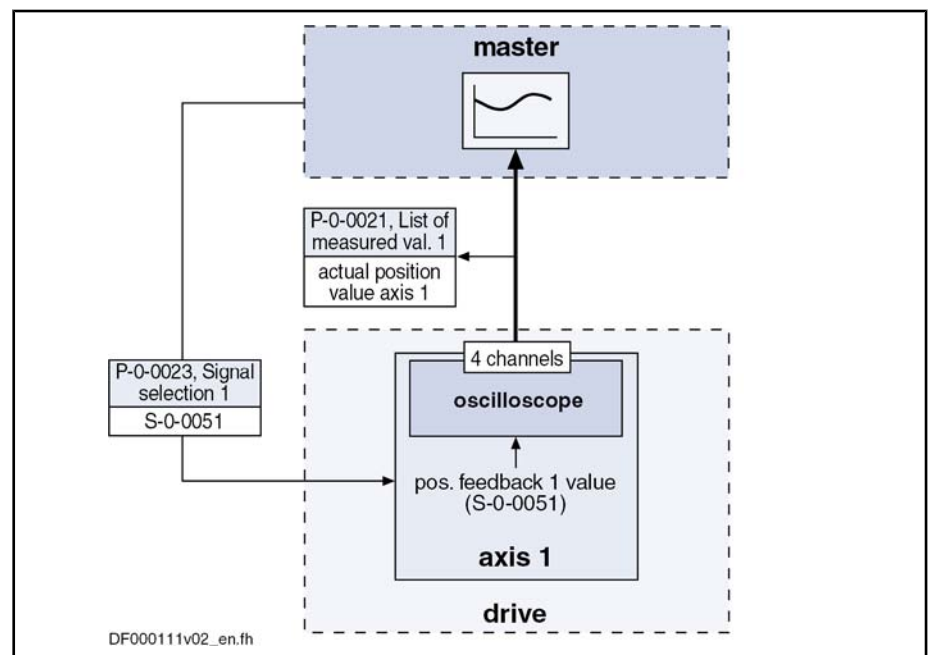 master
P-0-0021, List of
measured val. 1
actual position
value axis 1
4 channels
P-0-0023, Signal
selection 1
S-0-0051
oscilloscope
pos. feedback 1 value
(S-0-0051)
axis 1
drive
DF000111v02_en.fh